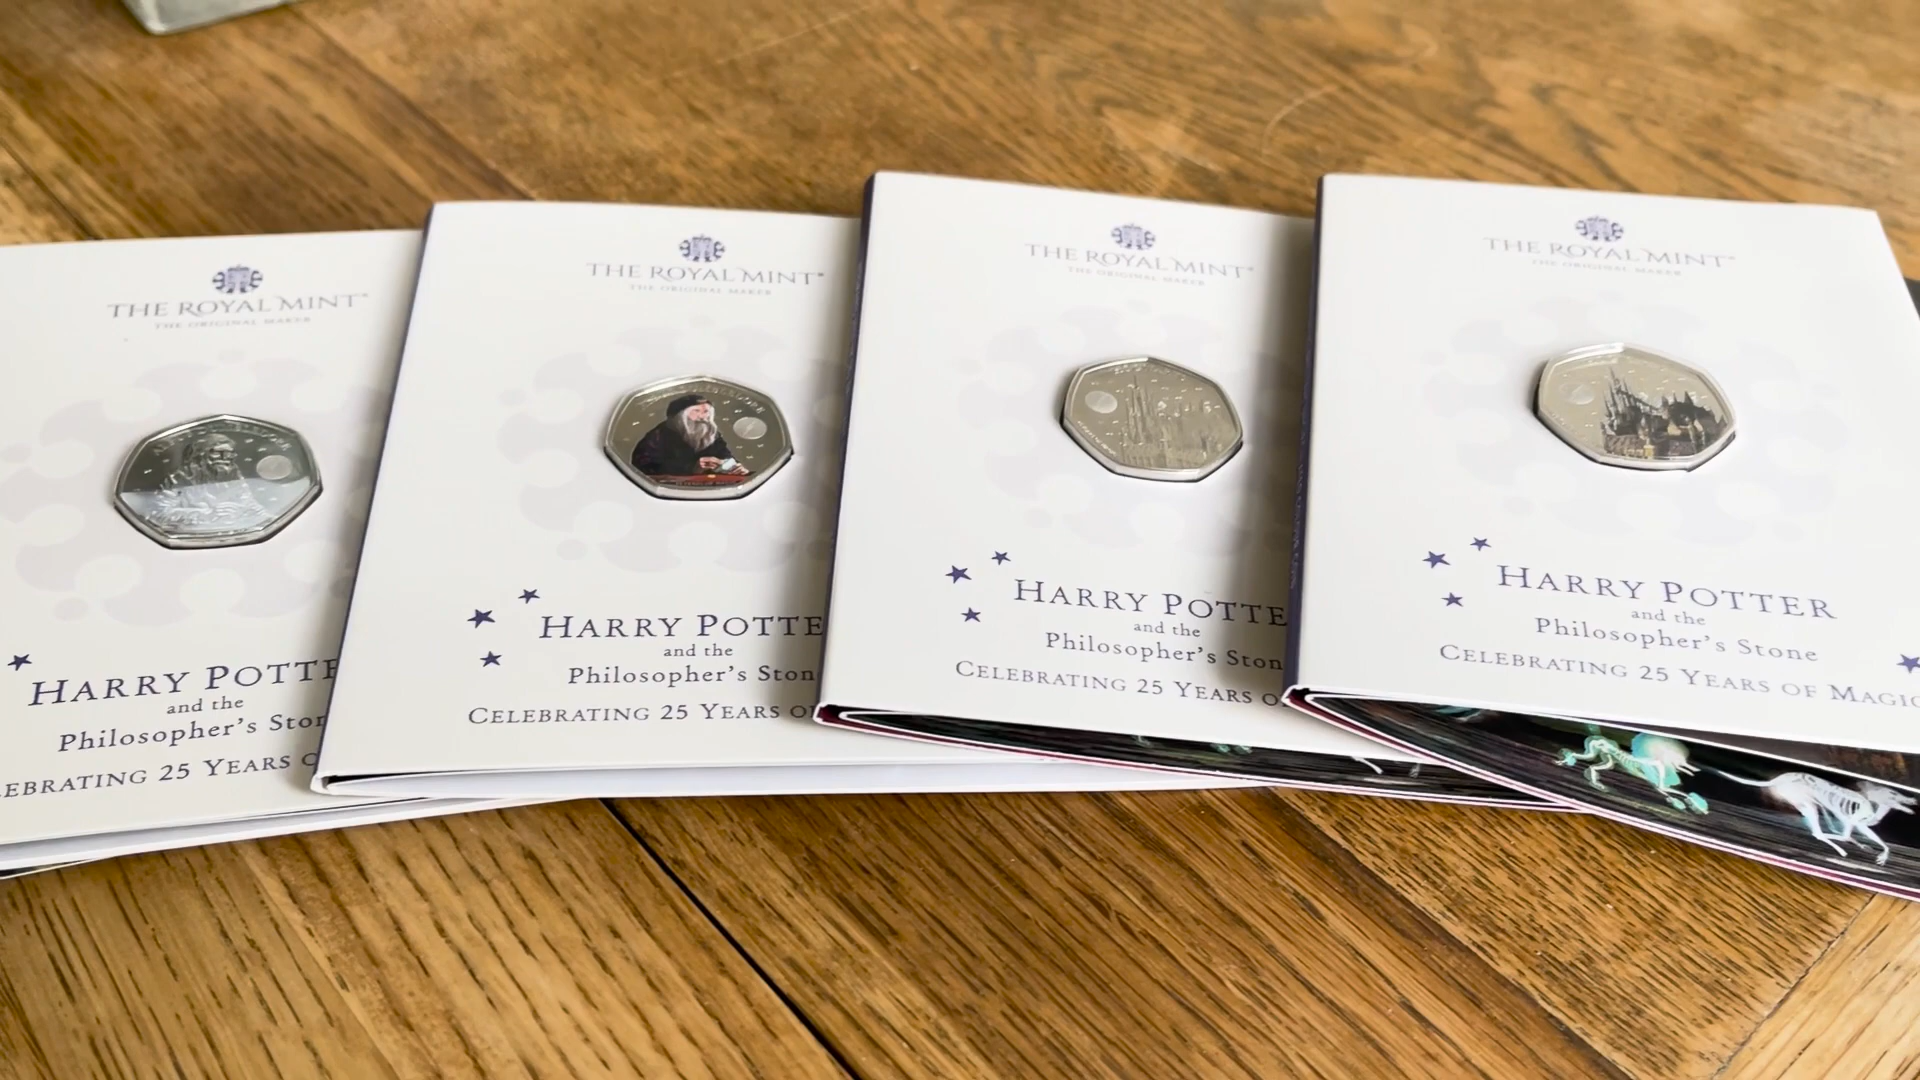 THE ROYAL MINT®
THE ORIGINAL MAKER
HARRY POTTE
and the
Philosopher's Ston
EBRATING 25 YEARS O
THE ROYAL MINT®
THE ORIGINAL MAKER
HARRY POTTE
and the
Philosopher's Ston
CELEBRATING 25 YEARS O
THE ROYAL MINT®
THE ORIGINAL MAKER
HARRY POTTE
and the
Philosopher's Ston
CELEBRATING 25 YEARS O
THE ROYAL MINT®
THE ORIGINAL MAKER
HARRY POTTER
and the
Philosopher's Stone
CELEBRATING 25 YEARS OF MAGIC